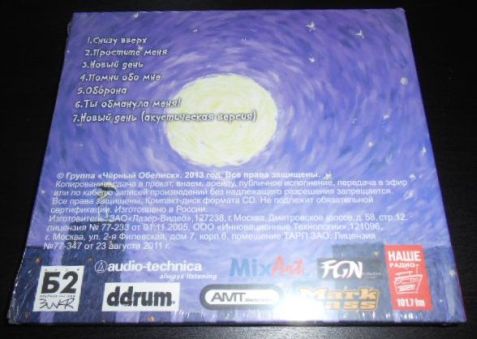 1.Снизу вверх
2.Простите меня
3.Новый день
4.Помни обо мне
5.Оборона
6.Ты обманула меня!
7.Новый день (акустическая версия)
© Группа «Чёрный Обелиск». 2013 год. Все права защищены.
Копирование, сдача в прокат, внаем, аренду, публичное исполнение, передача в эфир
или по кабелю записей произведений без надлежащего разрешения запрещается.
Все права защищены. Компакт-диск формата CD. Не подлежит обязательной
сертификации. Изготовлено в России.
Изготовитель: ЗАО «Лазер-Видео», 127238, г. Москва, Дмитровское шоссе, д. 58, стр.12,
лицензия № 77-233 от 01.11.2005, ООО «Инновационные Технологии», 121096,
г. Москва, ул. 2-я Филевская, дом 7, корп.6, помещение ТАРП ЗАО. Лицензия
№77-347 от 23 августа 2011 г.
Б2
audio-technica
always listening
MixArt
FGN
НАШЕ
РАДИО
101.7 fm
ddrum
AMT
Mark
bass